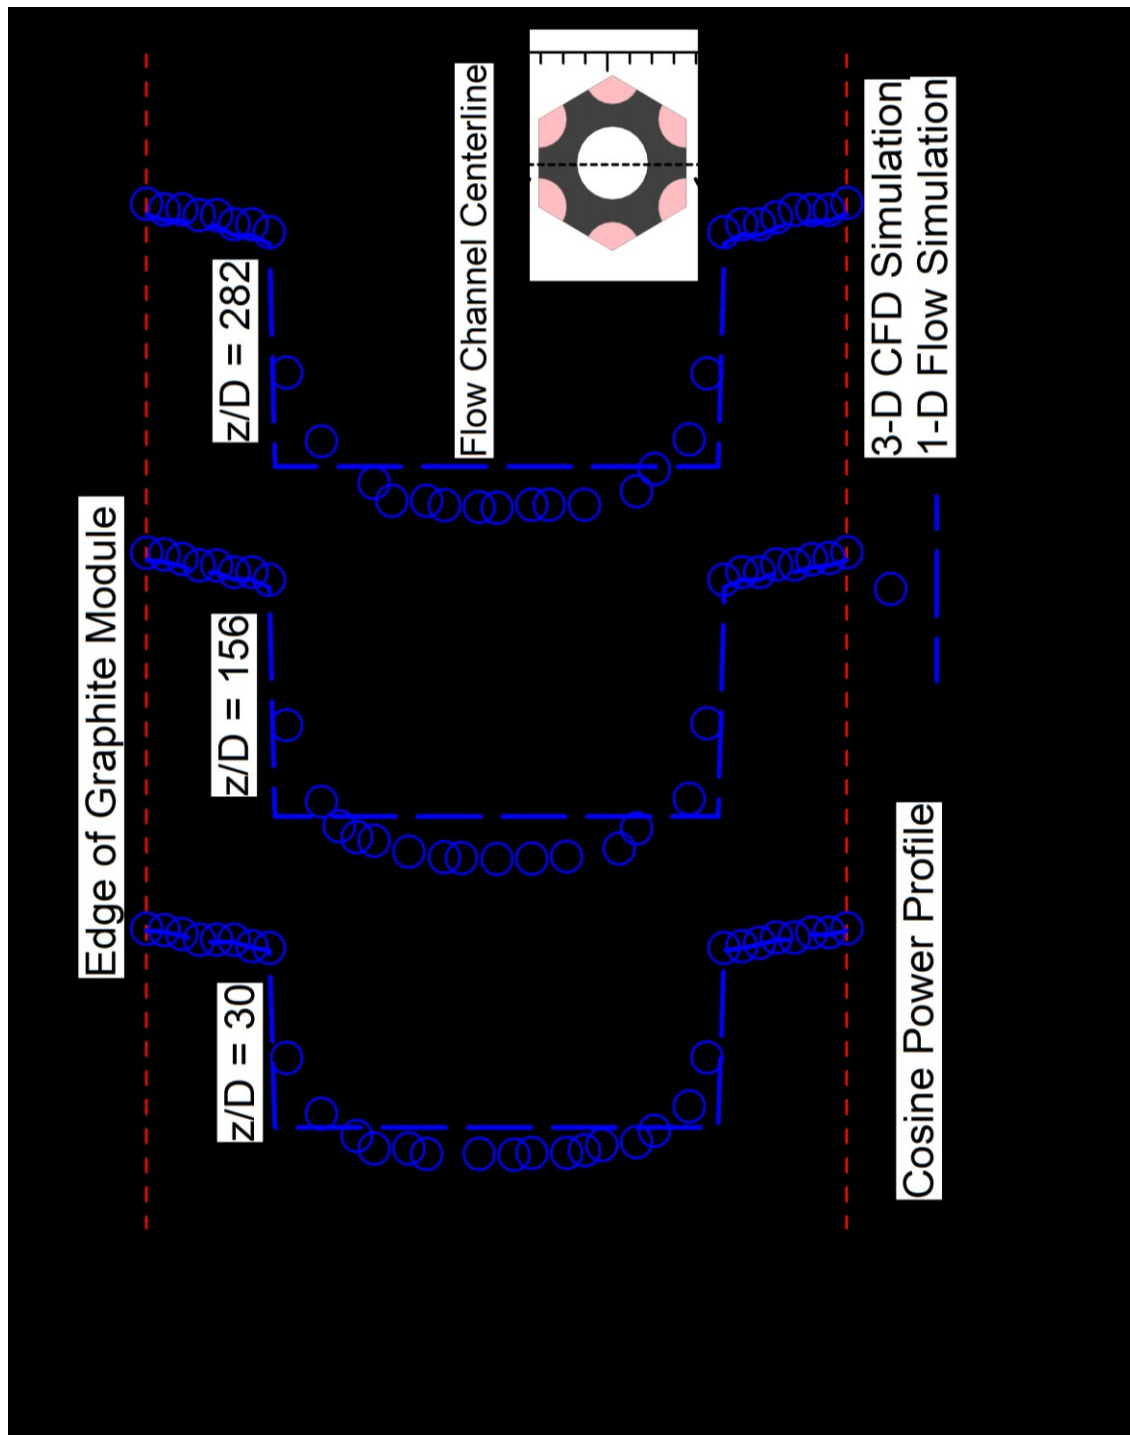 Edge of Graphite Module
z/D = 30
z/D = 156
z/D = 282
Flow Channel Centerline
3-D CFD Simulation
1-D Flow Simulation
Cosine Power Profile